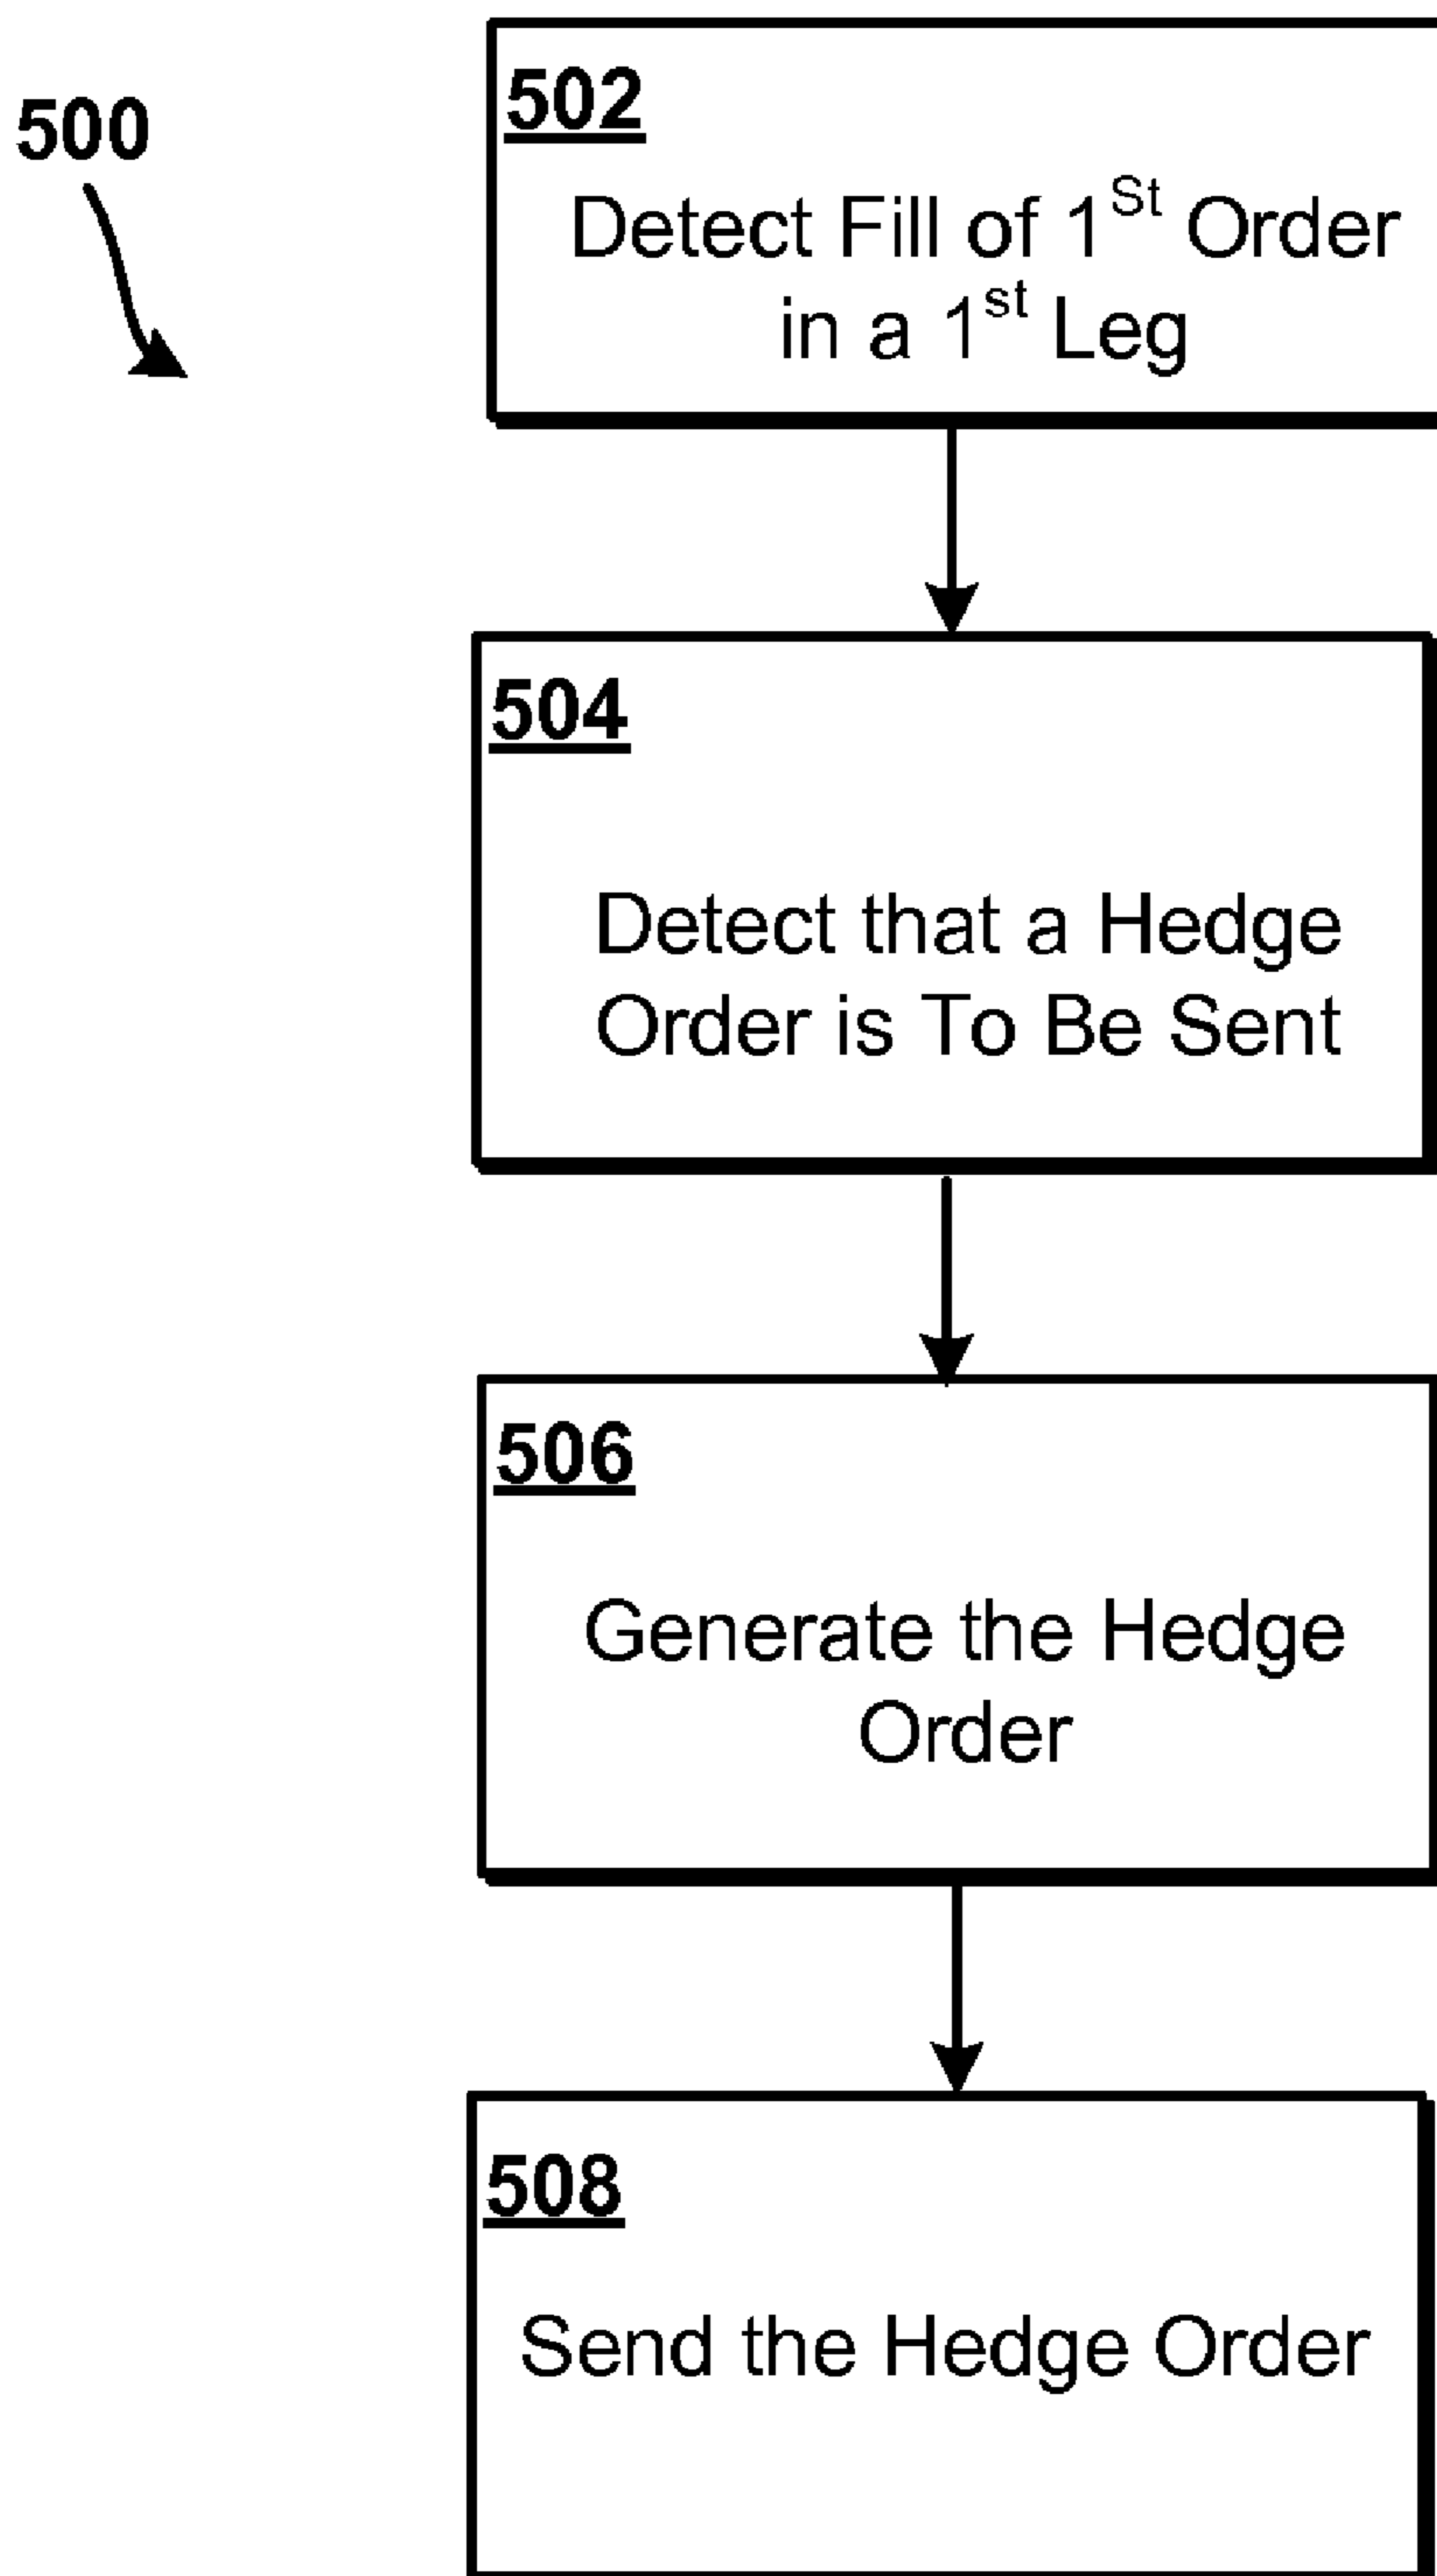 500
502
Detect Fill of 1St Order
in a 1st Leg
504
Detect that a Hedge
Order is To Be Sent
506
Generate the Hedge
Order
508
Send the Hedge Order